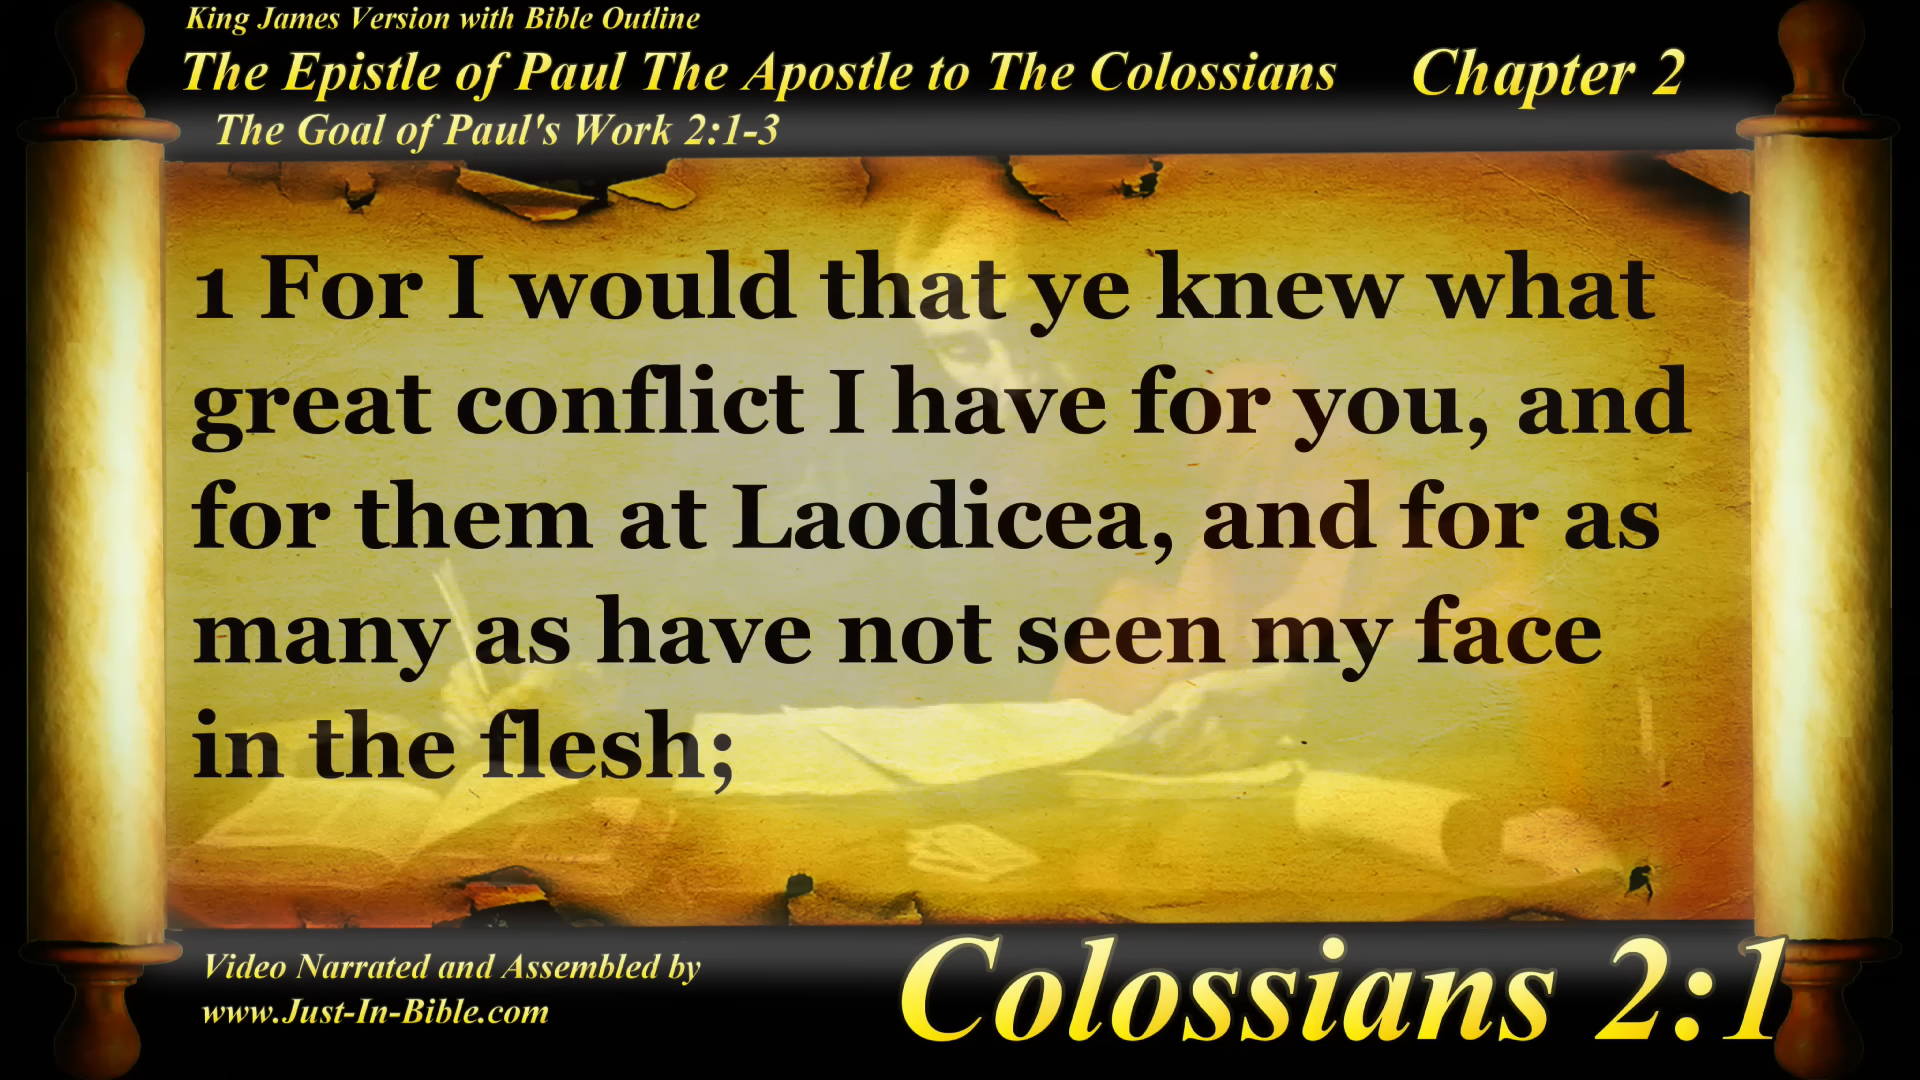 King James Version with Bible Outline
The Epistle of Paul The Apostle to The Colossians Chapter 2
The Goal of Paul's Work 2:1-3
1 For I would that ye knew what
great conflict I have for you, and
for them at Laodicea, and for as
many as have not seen my face
in the flesh;
Video Narrated and Assembled by
www.Just-In-Bible.com
Colossians 2:1